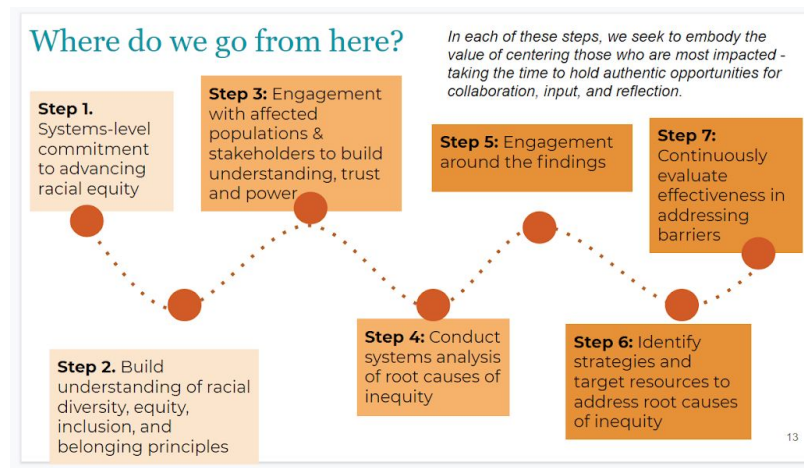 Where do we go from here?
In each of these steps, we seek to embody the
value of centering those who are most impacted -
taking the time to hold authentic opportunities for
collaboration, input, and reflection.
Step 1.
Systems-level
commitment
to advancing
racial equity
Step 2. Build
understanding of racial
diversity, equity,
inclusion, and
belonging principles
Step 3: Engagement
with affected
populations &
stakeholders to build
understanding, trust
and power
Step 4: Conduct
systems analysis
of root causes of
inequity
Step 5: Engagement
around the findings
Step 6: Identify
strategies and
target resources to
address root causes
of inequity
Step 7:
Continuously
evaluate
effectiveness in
addressing
barriers
13